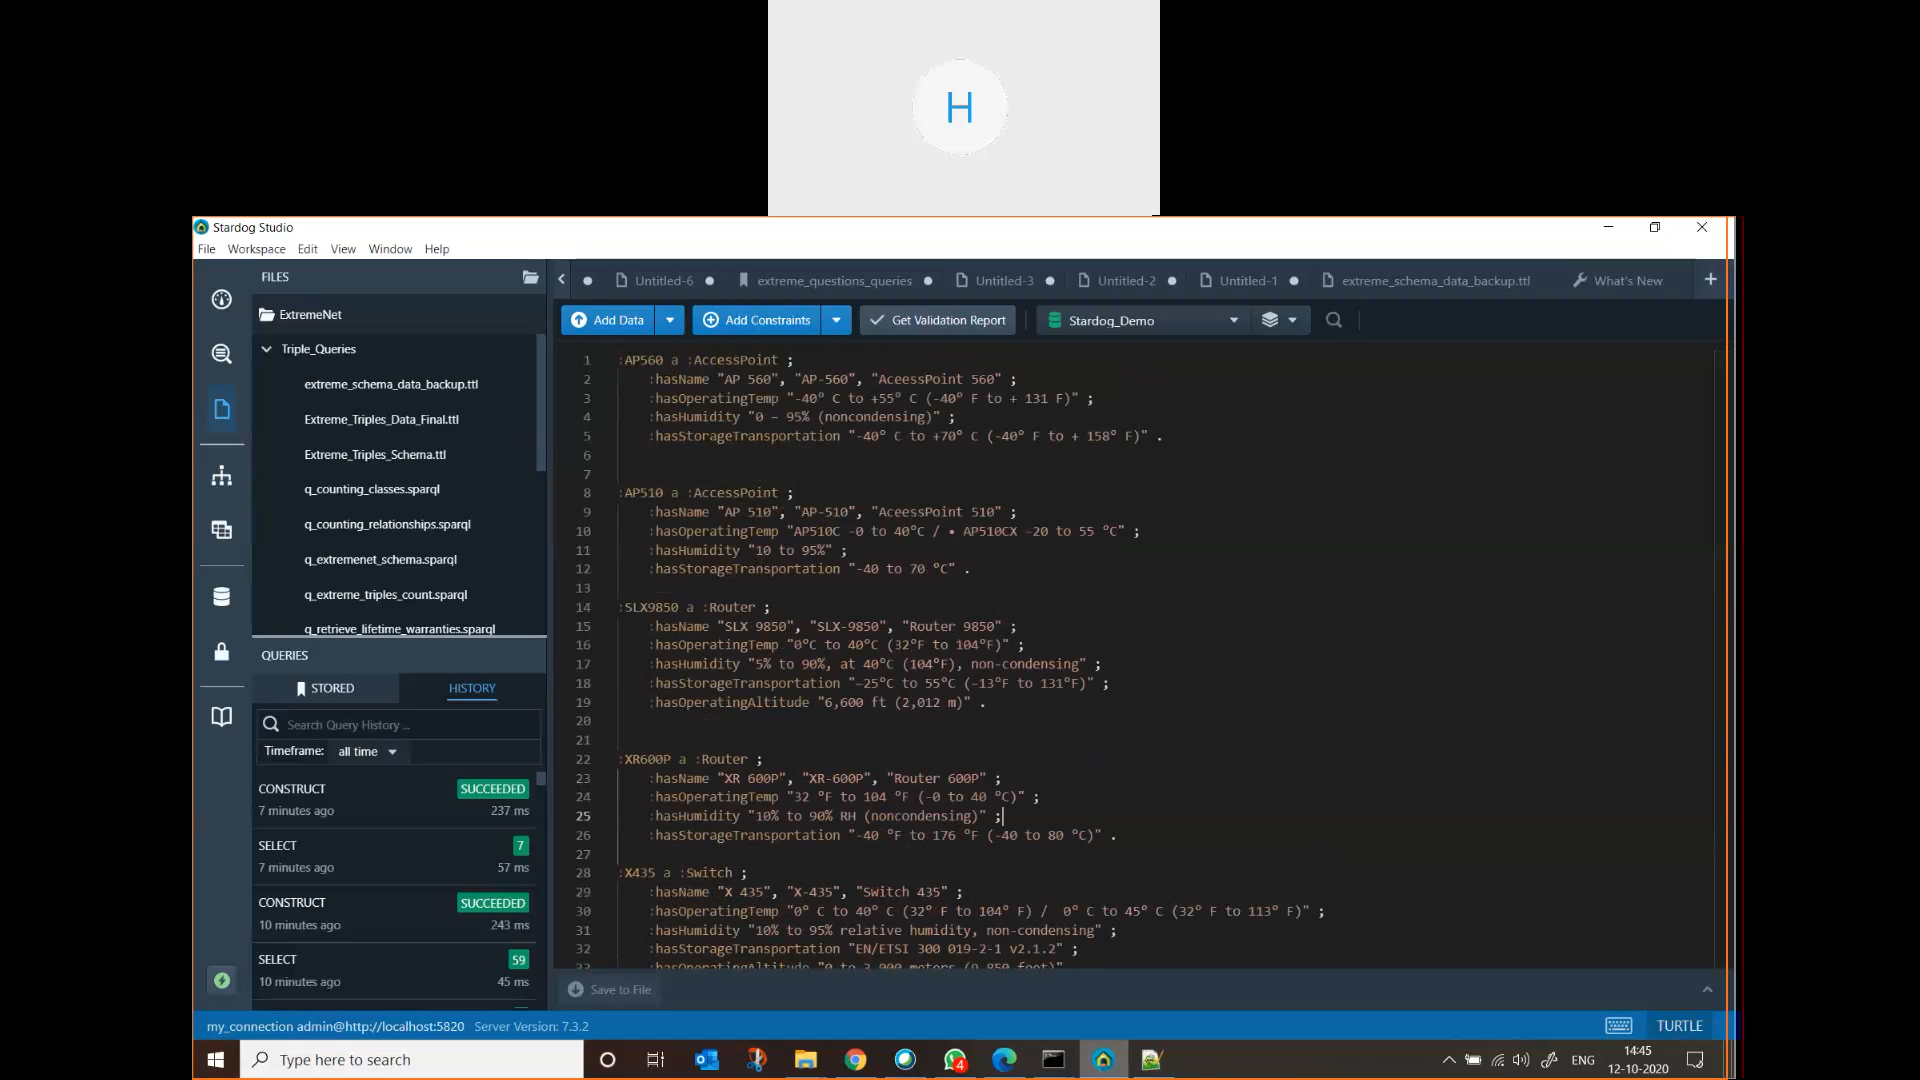 H
Stardog Studio
File Workspace Edit View Window Help
FILES
ExtremeNet
Triple_Queries
extreme_schema_data_backup.ttl
Extreme_Triples_Data_Final.ttl
Extreme_Triples_Schema.ttl
q_counting_classes.sparql
q_counting_relationships.sparql
q_extremenet_schema.sparql
q_extreme_triples_count.sparql
q_retrieve_lifetime_warranties.sparql
QUERIES
STORED HISTORY
Search Query History ...
Timeframe: all time
CONSTRUCT SUCCEEDED
7 minutes ago 237 ms
SELECT 7
7 minutes ago 57 ms
CONSTRUCT SUCCEEDED
10 minutes ago 243 ms
SELECT 59
10 minutes ago 45 ms
Untitled-6 extreme_questions_queries Untitled-3 Untitled-2 Untitled-1 extreme_schema_data_backup.ttl What's New
Add Data Add Constraints Get Validation Report Stardog_Demo
1 :AP560 a :AccessPoint ;
2 :hasName "AP 560", "AP-560", "AceessPoint 560" ;
3 :hasOperatingTemp "-40° C to +55° C (-40° F to + 131 F)" ;
4 :hasHumidity "0 – 95% (noncondensing)" ;
5 :hasStorageTransportation "-40° C to +70° C (-40° F to + 158° F)" .
6
7
8 :AP510 a :AccessPoint ;
9 :hasName "AP 510", "AP-510", "AceessPoint 510" ;
10 :hasOperatingTemp "AP510C -0 to 40°C / • AP510CX -20 to 55 °C" ;
11 :hasHumidity "10 to 95%" ;
12 :hasStorageTransportation "-40 to 70 °C" .
13
14 :SLX9850 a :Router ;
15 :hasName "SLX 9850", "SLX-9850", "Router 9850" ;
16 :hasOperatingTemp "0°C to 40°C (32°F to 104°F)" ;
17 :hasHumidity "5% to 90%, at 40°C (104°F), non-condensing" ;
18 :hasStorageTransportation "–25°C to 55°C (–13°F to 131°F)" ;
19 :hasOperatingAltitude "6,600 ft (2,012 m)" .
20
21
22 :XR600P a :Router ;
23 :hasName "XR 600P", "XR-600P", "Router 600P" ;
24 :hasOperatingTemp "32 °F to 104 °F (-0 to 40 °C)" ;
25 :hasHumidity "10% to 90% RH (noncondensing)" ;
26 :hasStorageTransportation "-40 °F to 176 °F (-40 to 80 °C)" .
27
28 :X435 a :Switch ;
29 :hasName "X 435", "X-435", "Switch 435" ;
30 :hasOperatingTemp "0° C to 40° C (32° F to 104° F) / 0° C to 45° C (32° F to 113° F)" ;
31 :hasHumidity "10% to 95% relative humidity, non-condensing" ;
32 :hasStorageTransportation "EN/ETSI 300 019-2-1 v2.1.2" ;
33 :hasOperatingAltitude "0 to 3,000 meters (9,850 feet)"
Save to File
my_connection admin@http://localhost:5820 Server Version: 7.3.2 TURTLE
Type here to search
4
ENG
14:45
12-10-2020